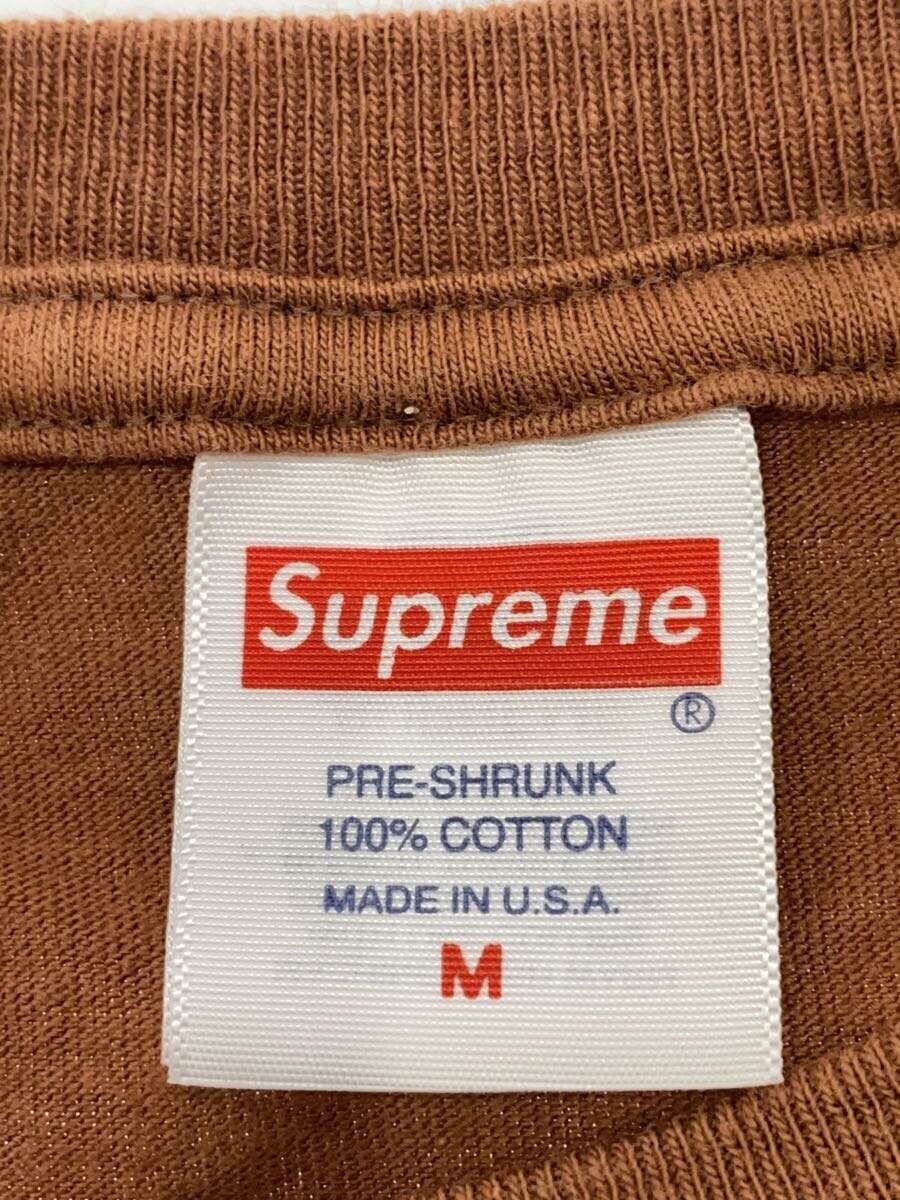 Supreme
®
PRE-SHRUNK
100% COTTON
MADE IN U.S.A.
M